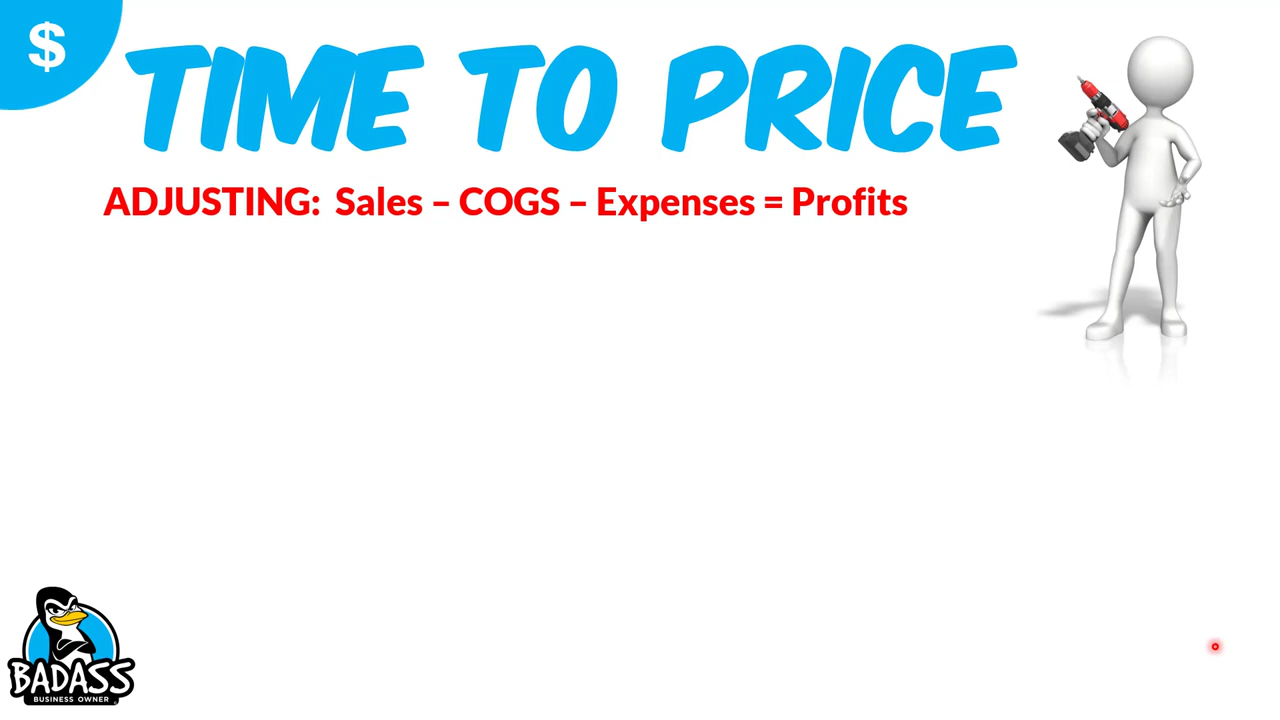 $
TIME TO PRICE
ADJUSTING: Sales – COGS – Expenses = Profits
BADASS
BUSINESS OWNER